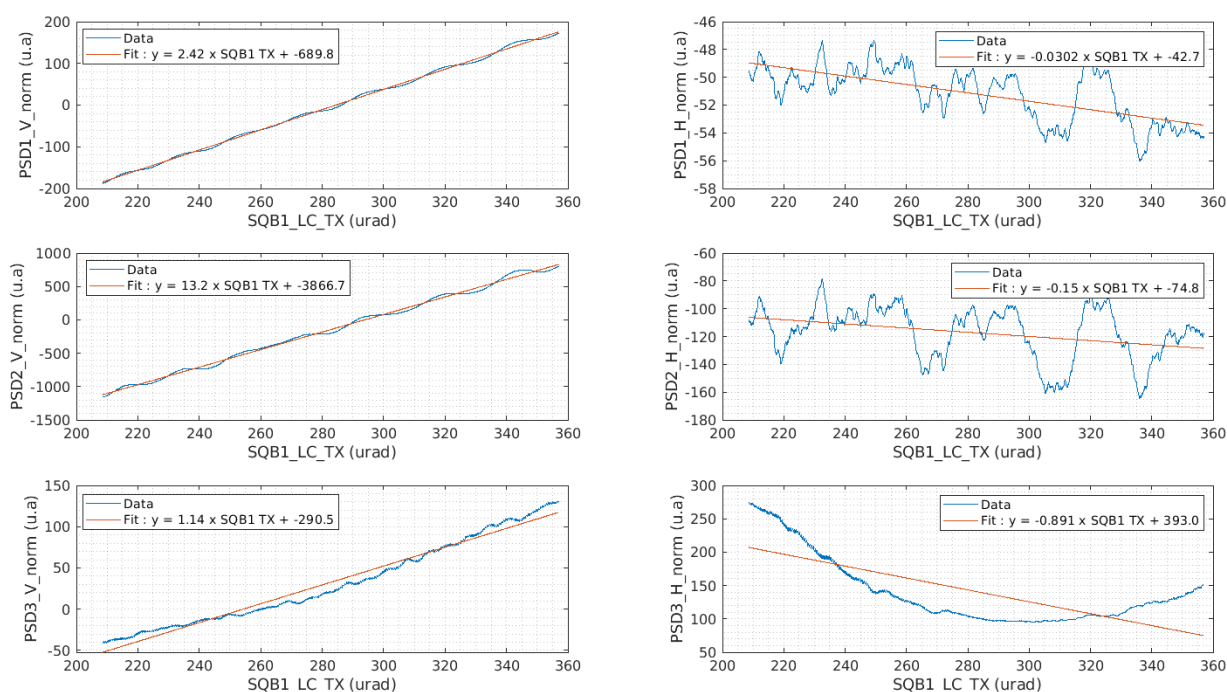 200
100
0
-100
-200
PSD1_V_norm (u.a)
Data
Fit : y = 2.42 x SQB1 TX + -689.8
200 220 240 260 280 300 320 340 360
SQB1_LC_TX (urad)
-46
-48
-50
-52
-54
-56
-58
PSD1_H_norm (u.a)
Data
Fit : y = -0.0302 x SQB1 TX + -42.7
200 220 240 260 280 300 320 340 360
SQB1_LC_TX (urad)
1000
500
0
-500
-1000
-1500
PSD2_V_norm (u.a)
Data
Fit : y = 13.2 x SQB1 TX + -3866.7
200 220 240 260 280 300 320 340 360
SQB1_LC_TX (urad)
-60
-80
-100
-120
-140
-160
-180
PSD2_H_norm (u.a)
Data
Fit : y = -0.15 x SQB1 TX + -74.8
200 220 240 260 280 300 320 340 360
SQB1_LC_TX (urad)
150
100
50
0
-50
PSD3_V_norm (u.a)
Data
Fit : y = 1.14 x SQB1 TX + -290.5
200 220 240 260 280 300 320 340 360
SQB1_LC_TX (urad)
300
250
200
150
100
50
PSD3_H_norm (u.a)
Data
Fit : y = -0.891 x SQB1 TX + 393.0
200 220 240 260 280 300 320 340 360
SQB1_LC_TX (urad)